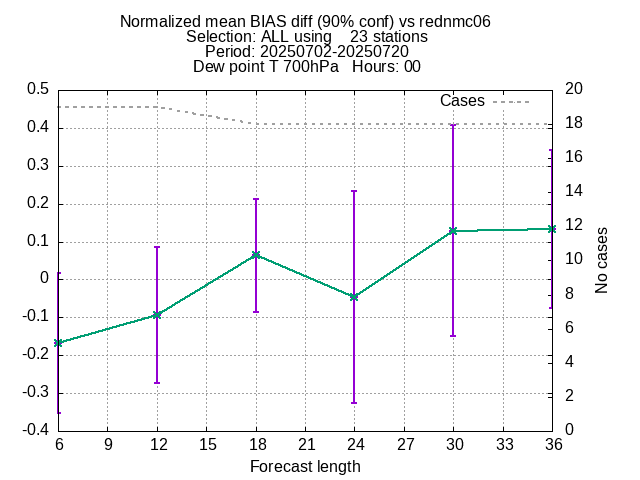 Normalized mean BIAS diff (90% conf) vs rednmc06
Selection: ALL using    23 stations
Period: 20250702-20250720
Dew point T 700hPa   Hours: 00
Cases
0.5
0.4
0.3
0.2
0.1
0
-0.1
-0.2
-0.3
-0.4
20
18
16
14
12
10
8
6
4
2
0
No cases
6 9 12 15 18 21 24 27 30 33 36
Forecast length